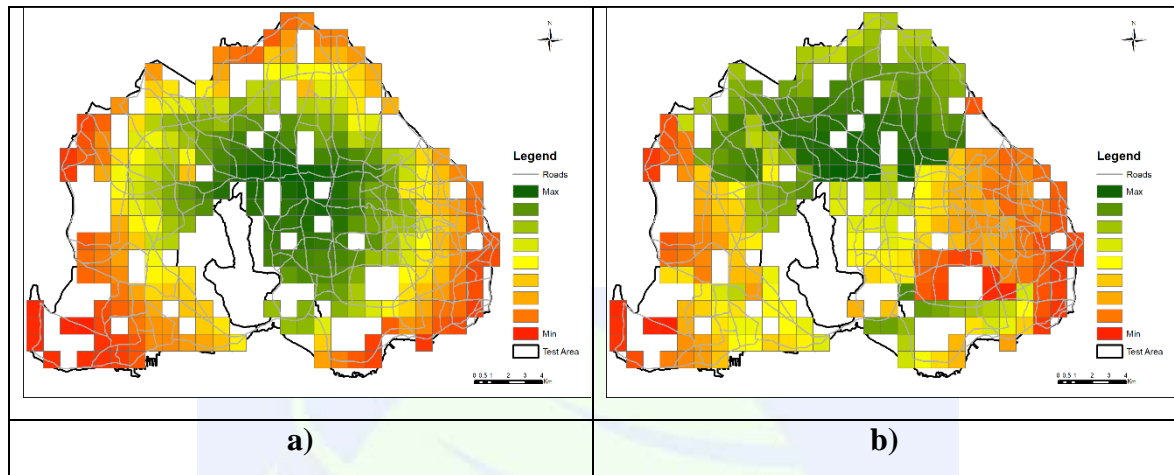 N
Legend
Roads
Max
Min
Test Area
0 0.5 1 2 3 4
Km
N
Legend
Roads
Max
Min
Test Area
0 0.5 1 2 3 4
Km
a)
b)